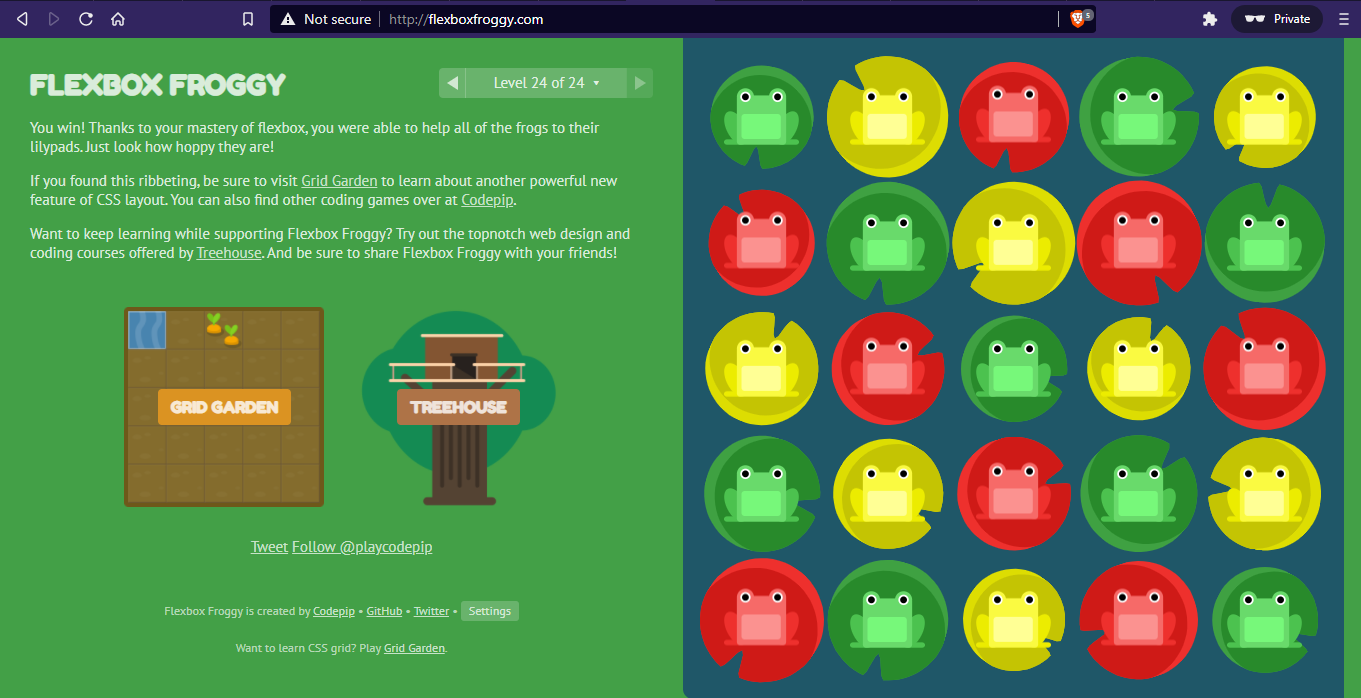 Not secure
http://flexboxfroggy.com
5
Private
FLEXBOX FROGGY
Level 24 of 24
You win! Thanks to your mastery of flexbox, you were able to help all of the frogs to their
lilypads. Just look how hoppy they are!
If you found this ribbeting, be sure to visit Grid Garden to learn about another powerful new
feature of CSS layout. You can also find other coding games over at Codepip.
Want to keep learning while supporting Flexbox Froggy? Try out the topnotch web design and
coding courses offered by Treehouse. And be sure to share Flexbox Froggy with your friends!
GRID GARDEN
TREEHOUSE
Tweet Follow @playcodepip
Flexbox Froggy is created by Codepip • GitHub • Twitter • Settings
Want to learn CSS grid? Play Grid Garden.